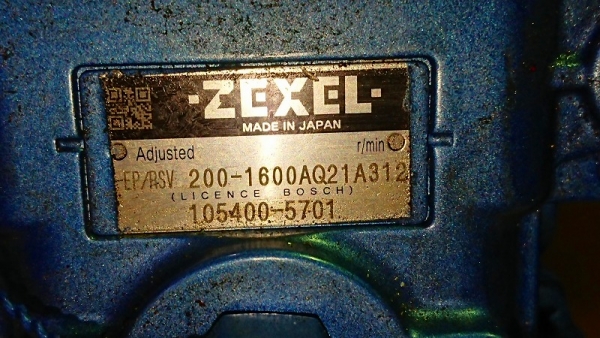 ·ZEXEL·
MADE IN JAPAN
Adjusted r/min
EP/RSV 200-1600AQ21A312
(LICENCE BOSCH)
105400-5701